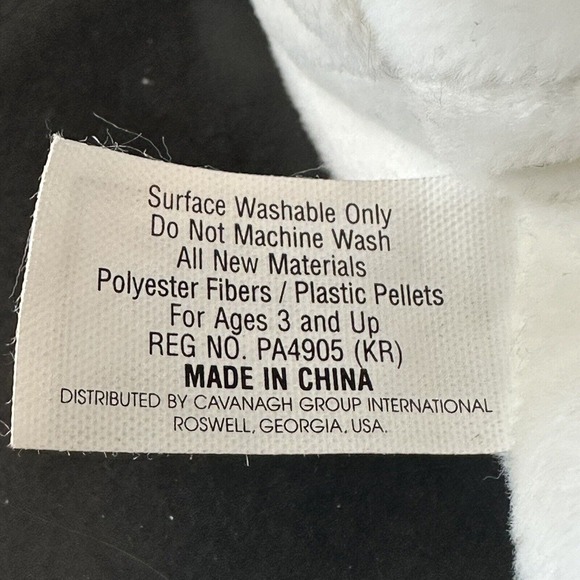 Surface Washable Only
Do Not Machine Wash
All New Materials
Polyester Fibers / Plastic Pellets
For Ages 3 and Up
REG NO. PA4905 (KR)
MADE IN CHINA
DISTRIBUTED BY CAVANAGH GROUP INTERNATIONAL
ROSWELL, GEORGIA, USA.